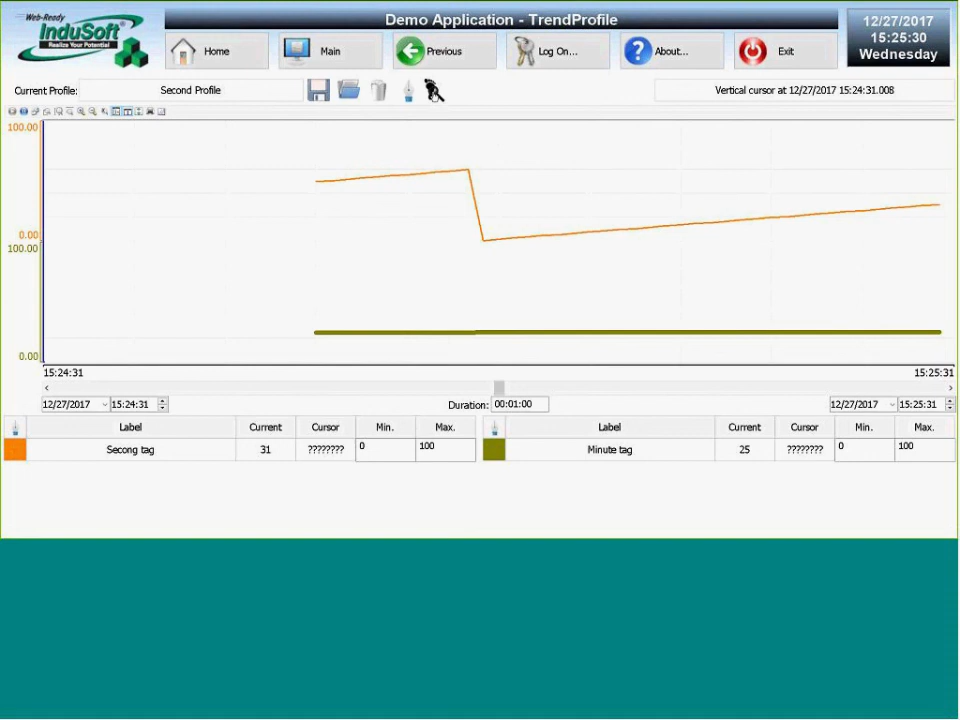 Web-Ready
InduSoft®
Realize Your Potential
Demo Application - TrendProfile
Home
Main
Previous
Log On...
About...
Exit
12/27/2017
15:25:30
Wednesday
Current Profile:
Second Profile
Vertical cursor at 12/27/2017 15:24:31.008
100.00
0.00
100.00
0.00
15:24:31
15:25:31
12/27/2017
15:24:31
Duration:
00:01:00
12/27/2017
15:25:31
Label Current Cursor Min. Max. Label Current Cursor Min. Max.
Secong tag 31 ???????? 0 100 Minute tag 25 ???????? 0 100